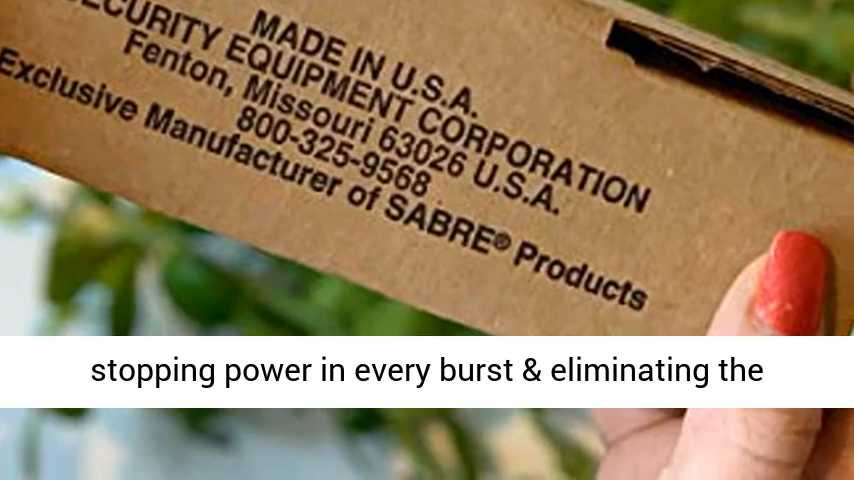 MADE IN U.S.A.
SECURITY EQUIPMENT CORPORATION
Fenton, Missouri 63026 U.S.A.
800-325-9568
Exclusive Manufacturer of SABRE® Products
stopping power in every burst & eliminating the